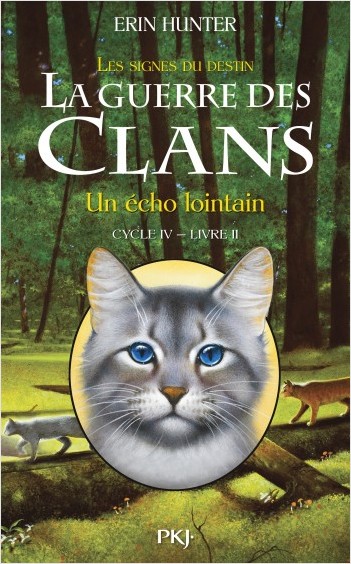 ERIN HUNTER
LES SIGNES DU DESTIN
LA GUERRE DES
CLANS
Un écho lointain
CYCLE IV – LIVRE II
PKJ·